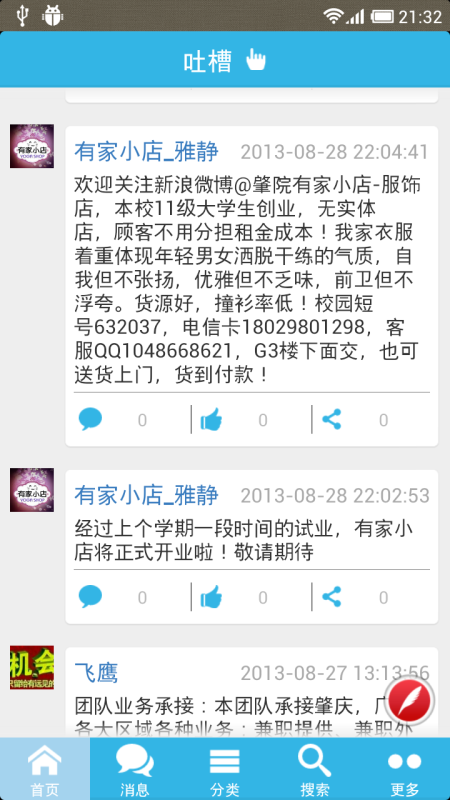 21:32
吐槽
有家小店
YOOR SHOP
有家小店_雅静 2013-08-28 22:04:41
欢迎关注新浪微博@肇院有家小店-服饰
店，本校11级大学生创业，无实体
店，顾客不用分担租金成本！我家衣服
着重体现年轻男女洒脱干练的气质，自
我但不张扬，优雅但不乏味，前卫但不
浮夸。货源好，撞衫率低！校园短
号632037，电信卡18029801298，客
服QQ1048668621，G3楼下面交，也可
送货上门，货到付款！
0 0 0
有家小店
YOOR SHOP
有家小店_雅静 2013-08-28 22:02:53
经过上个学期一段时间的试业，有家小
店将正式开业啦！敬请期待
0 0 0
机会
只留给有远见的
飞鹰 2013-08-27 13:13:56
团队业务承接：本团队承接肇庆，广
各大区域各种业务：兼职提供、兼职外
首页 消息 分类 搜索 更多